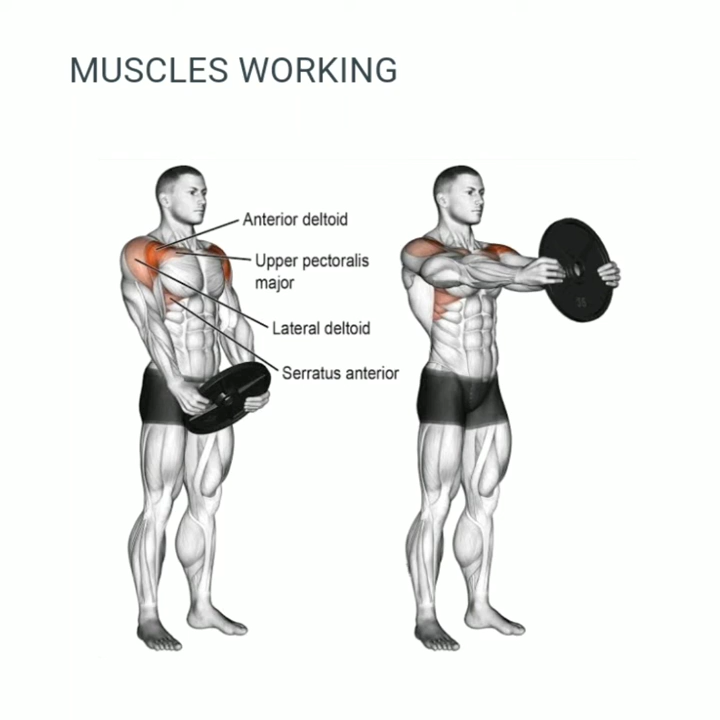 MUSCLES WORKING
Anterior deltoid
Upper pectoralis
major
Lateral deltoid
Serratus anterior